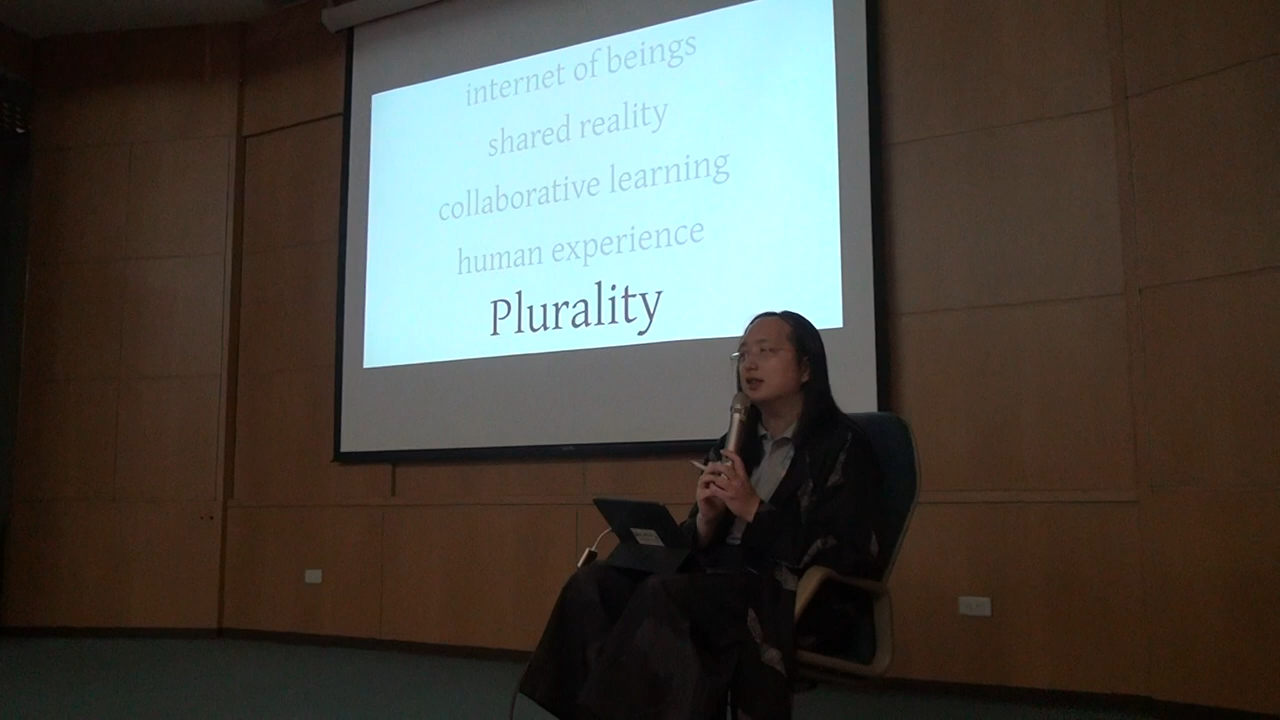 internet of beings
shared reality
collaborative learning
human experience
Plurality